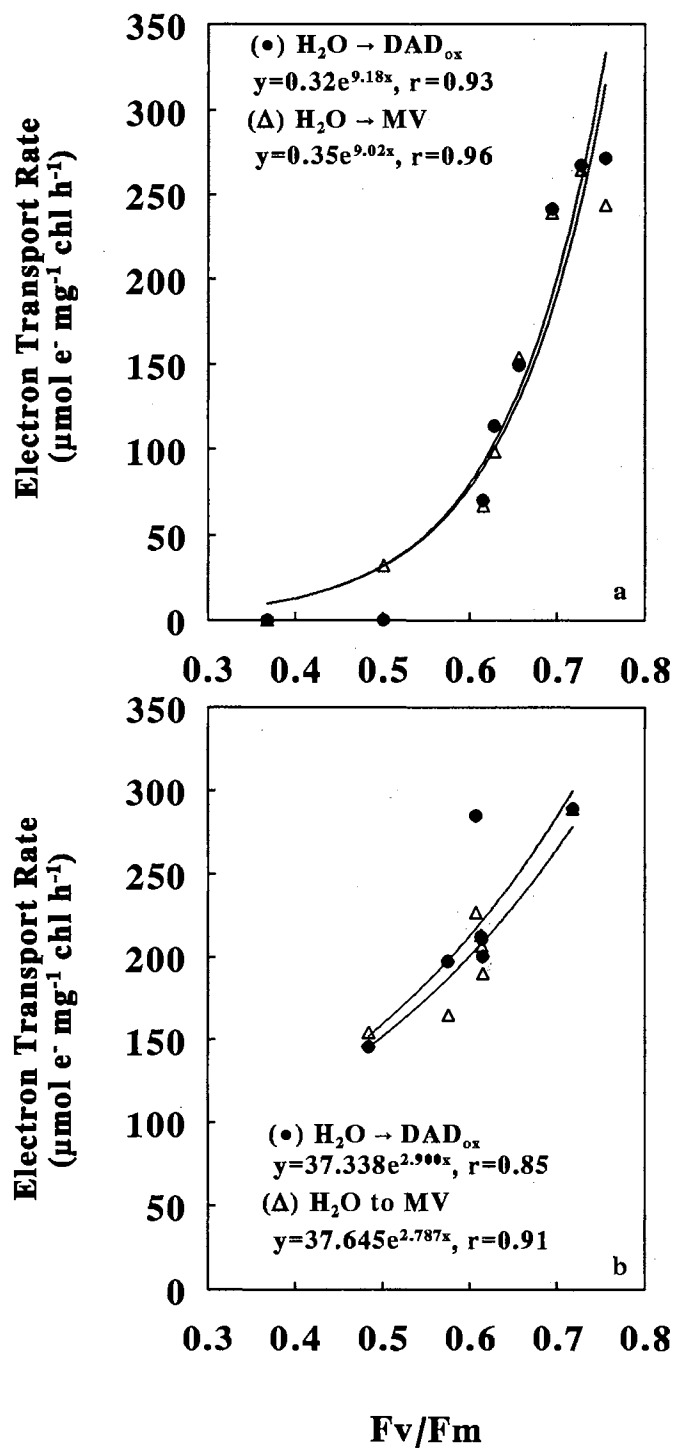 350
300
250
200
150
100
50
0
Electron Transport Rate
(μmol e⁻ mg⁻¹ chl h⁻¹)
(●) H₂O → DADₒₓ
y=0.32e^9.18x, r=0.93
(Δ) H₂O → MV
y=0.35e^9.02x, r=0.96
a
0.3 0.4 0.5 0.6 0.7 0.8
350
300
250
200
150
100
50
0
Electron Transport Rate
(μmol e⁻ mg⁻¹ chl h⁻¹)
(●) H₂O → DADₒₓ
y=37.338e^2.900x, r=0.85
(Δ) H₂O to MV
y=37.645e^2.787x, r=0.91
b
0.3 0.4 0.5 0.6 0.7 0.8
Fv/Fm